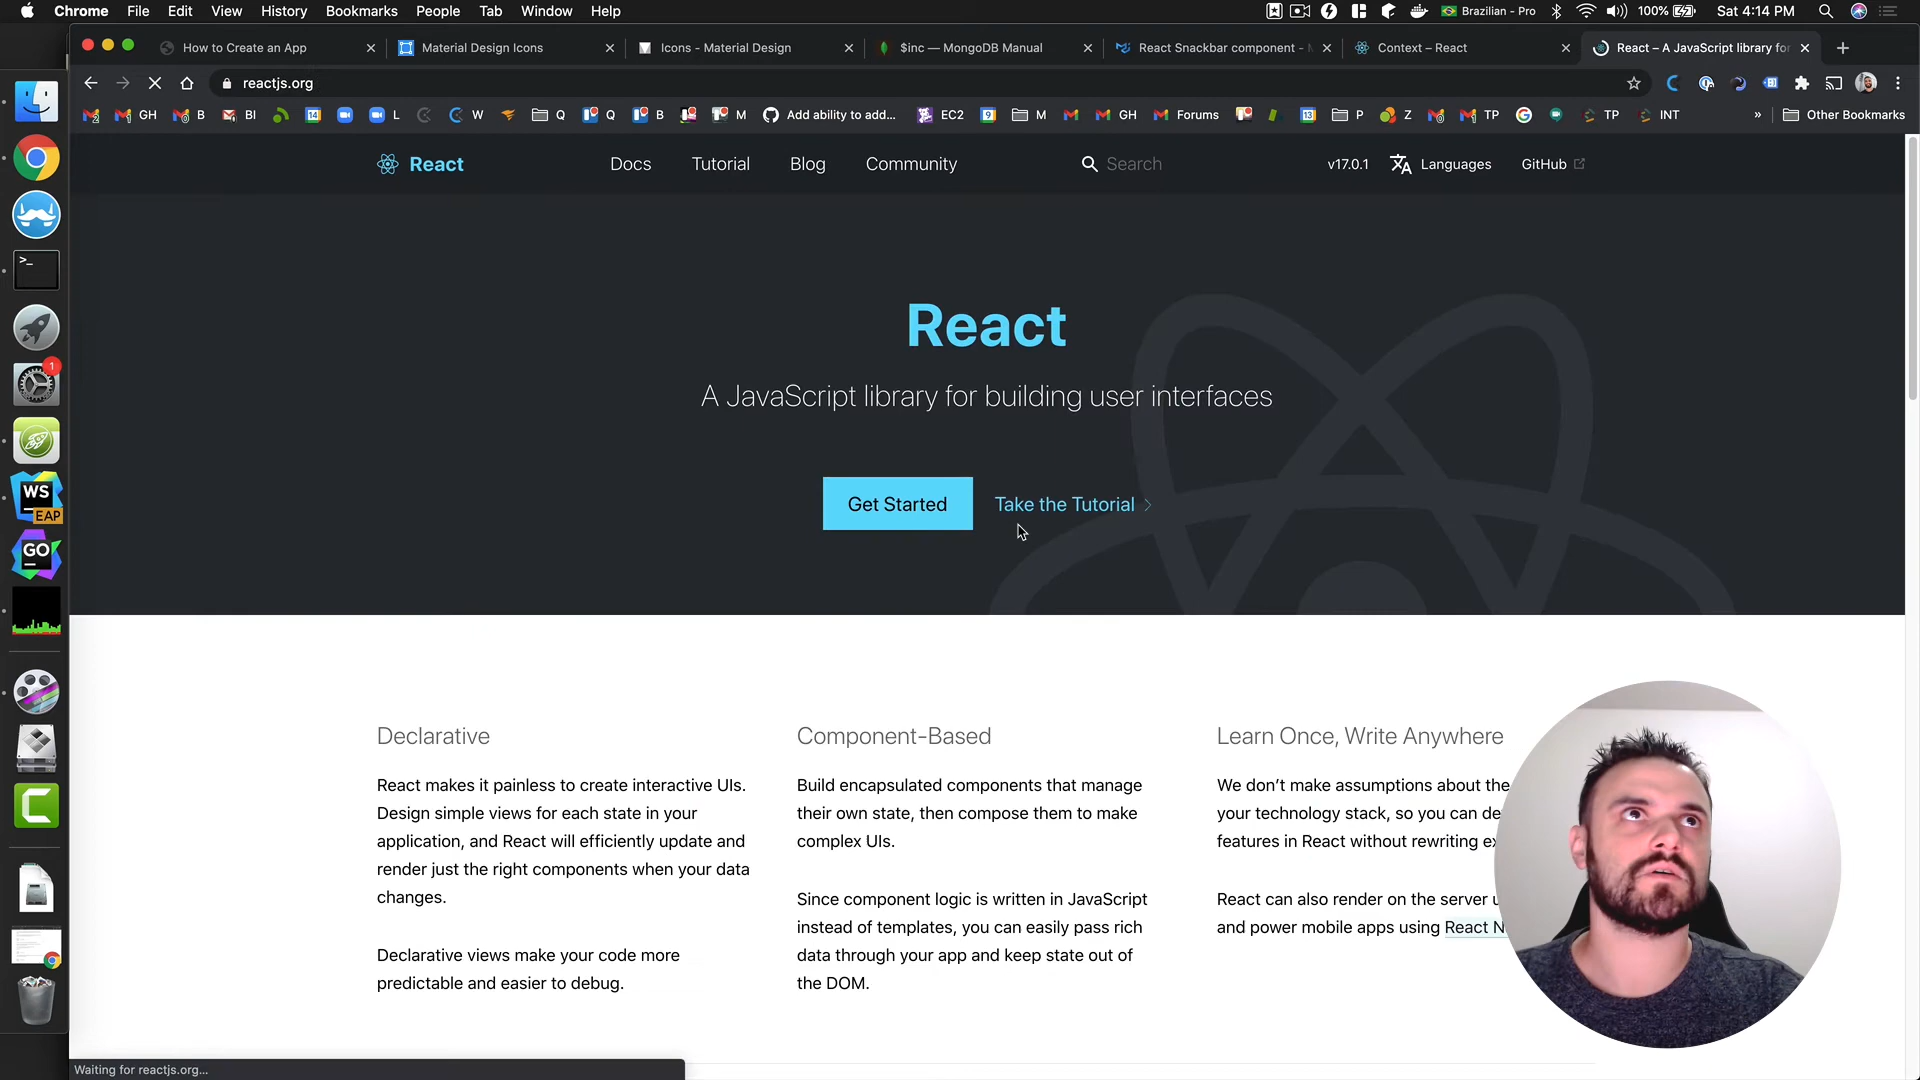 Chrome File Edit View History Bookmarks People Tab Window Help
Brazilian - Pro 100% Sat 4:14 PM
How to Create an App
Material Design Icons
Icons - Material Design
$inc — MongoDB Manual
React Snackbar component -
Context – React
React – A JavaScript library for
reactjs.org
GH B BI 14 L W Q Q B M Add ability to add... EC2 9 M GH Forums 13 P Z TP TP INT » Other Bookmarks
React Docs Tutorial Blog Community Search v17.0.1 Languages GitHub
React
A JavaScript library for building user interfaces
Get Started Take the Tutorial
1
WS
EAP
GO
Declarative
React makes it painless to create interactive UIs.
Design simple views for each state in your
application, and React will efficiently update and
render just the right components when your data
changes.
Declarative views make your code more
predictable and easier to debug.
Component-Based
Build encapsulated components that manage
their own state, then compose them to make
complex UIs.
Since component logic is written in JavaScript
instead of templates, you can easily pass rich
data through your app and keep state out of
the DOM.
Learn Once, Write Anywhere
We don’t make assumptions about the
your technology stack, so you can de
features in React without rewriting ex
React can also render on the server u
and power mobile apps using React N
Waiting for reactjs.org...